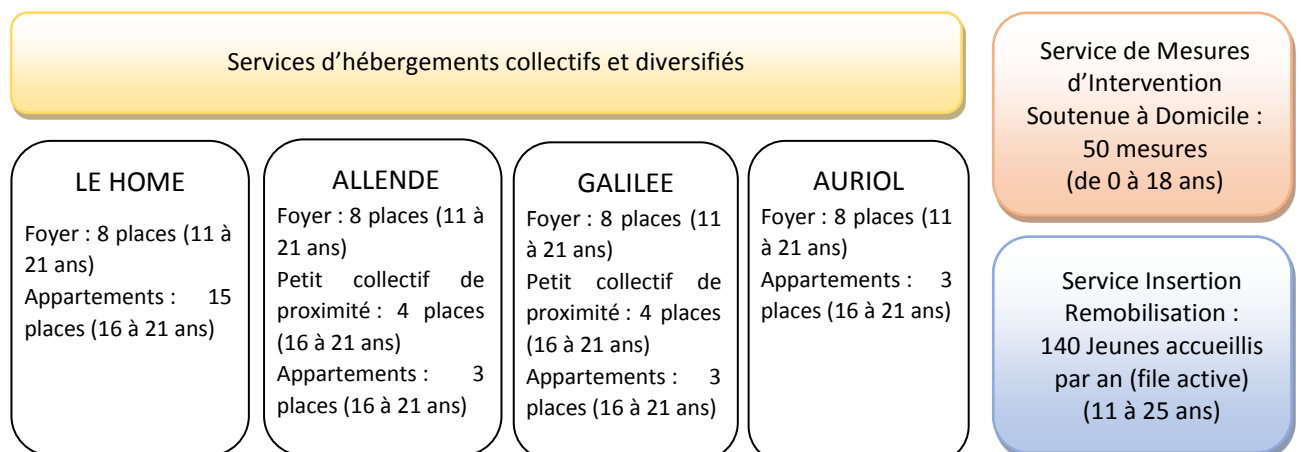 Services d’hébergements collectifs et diversifiés
LE HOME
Foyer : 8 places (11 à
21 ans)
Appartements : 15
places (16 à 21 ans)
ALLENDE
Foyer : 8 places (11 à
21 ans)
Petit collectif de
proximité : 4 places
(16 à 21 ans)
Appartements : 3
places (16 à 21 ans)
GALILEE
Foyer : 8 places (11
à 21 ans)
Petit collectif de
proximité : 4 places
(16 à 21 ans)
Appartements : 3
places (16 à 21 ans)
AURIOL
Foyer : 8 places (11
à 21 ans)
Appartements : 3
places (16 à 21 ans)
Service de Mesures
d’Intervention
Soutenue à Domicile :
50 mesures
(de 0 à 18 ans)
Service Insertion
Remobilisation :
140 Jeunes accueillis
par an (file active)
(11 à 25 ans)